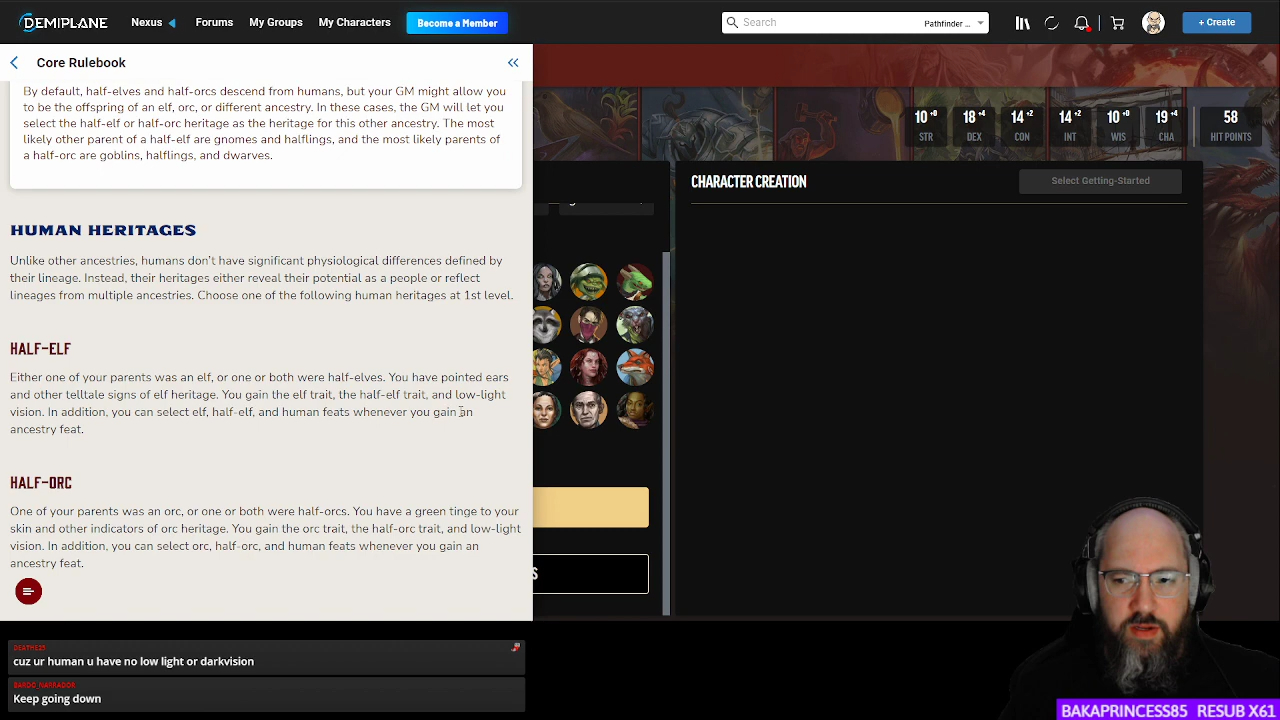 DEMIPLANE
Nexus
Forums
My Groups
My Characters
Become a Member
Search
Pathfinder ...
+ Create
Core Rulebook
By default, half-elves and half-orcs descend from humans, but your GM might allow you
to be the offspring of an elf, orc, or different ancestry. In these cases, the GM will let you
select the half-elf or half-orc heritage as the heritage for this other ancestry. The most
likely other parent of a half-elf are gnomes and halflings, and the most likely parents of
a half-orc are goblins, halflings, and dwarves.
HUMAN HERITAGES
Unlike other ancestries, humans don't have significant physiological differences defined by
their lineage. Instead, their heritages either reveal their potential as a people or reflect
lineages from multiple ancestries. Choose one of the following human heritages at 1st level.
HALF-ELF
Either one of your parents was an elf, or one or both were half-elves. You have pointed ears
and other telltale signs of elf heritage. You gain the elf trait, the half-elf trait, and low-light
vision. In addition, you can select elf, half-elf, and human feats whenever you gain an
ancestry feat.
HALF-ORC
One of your parents was an orc, or one or both were half-orcs. You have a green tinge to your
skin and other indicators of orc heritage. You gain the orc trait, the half-orc trait, and low-light
vision. In addition, you can select orc, half-orc, and human feats whenever you gain an
ancestry feat.
10 +0 18 +4 14 +2 14 +2 10 +0 19 +4 58
STR DEX CON INT WIS CHA HIT POINTS
CHARACTER CREATION
Select Getting-Started
S
DEATHE25
cuz ur human u have no low light or darkvision
BARDO_NARRADOR
Keep going down
BAKAPRINCESS85 RESUB X61